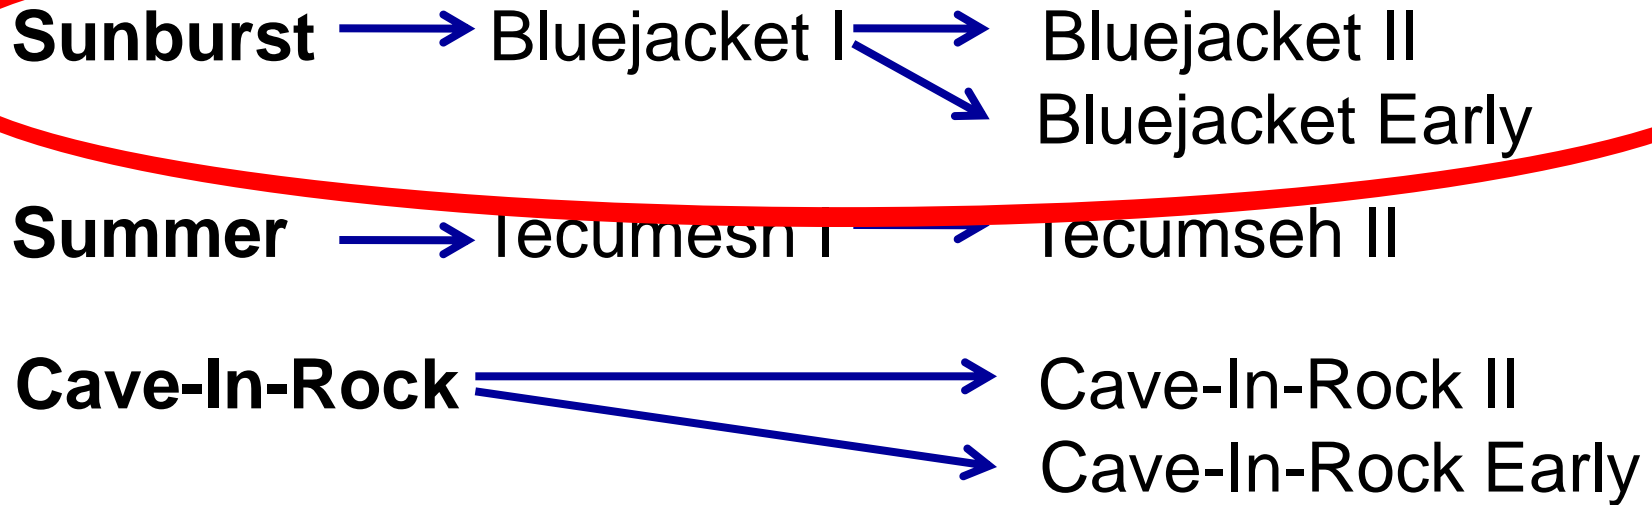 Sunburst Bluejacket I Bluejacket II
Bluejacket Early
Summer Tecumesh I Tecumseh II
Cave-In-Rock Cave-In-Rock II
Cave-In-Rock Early